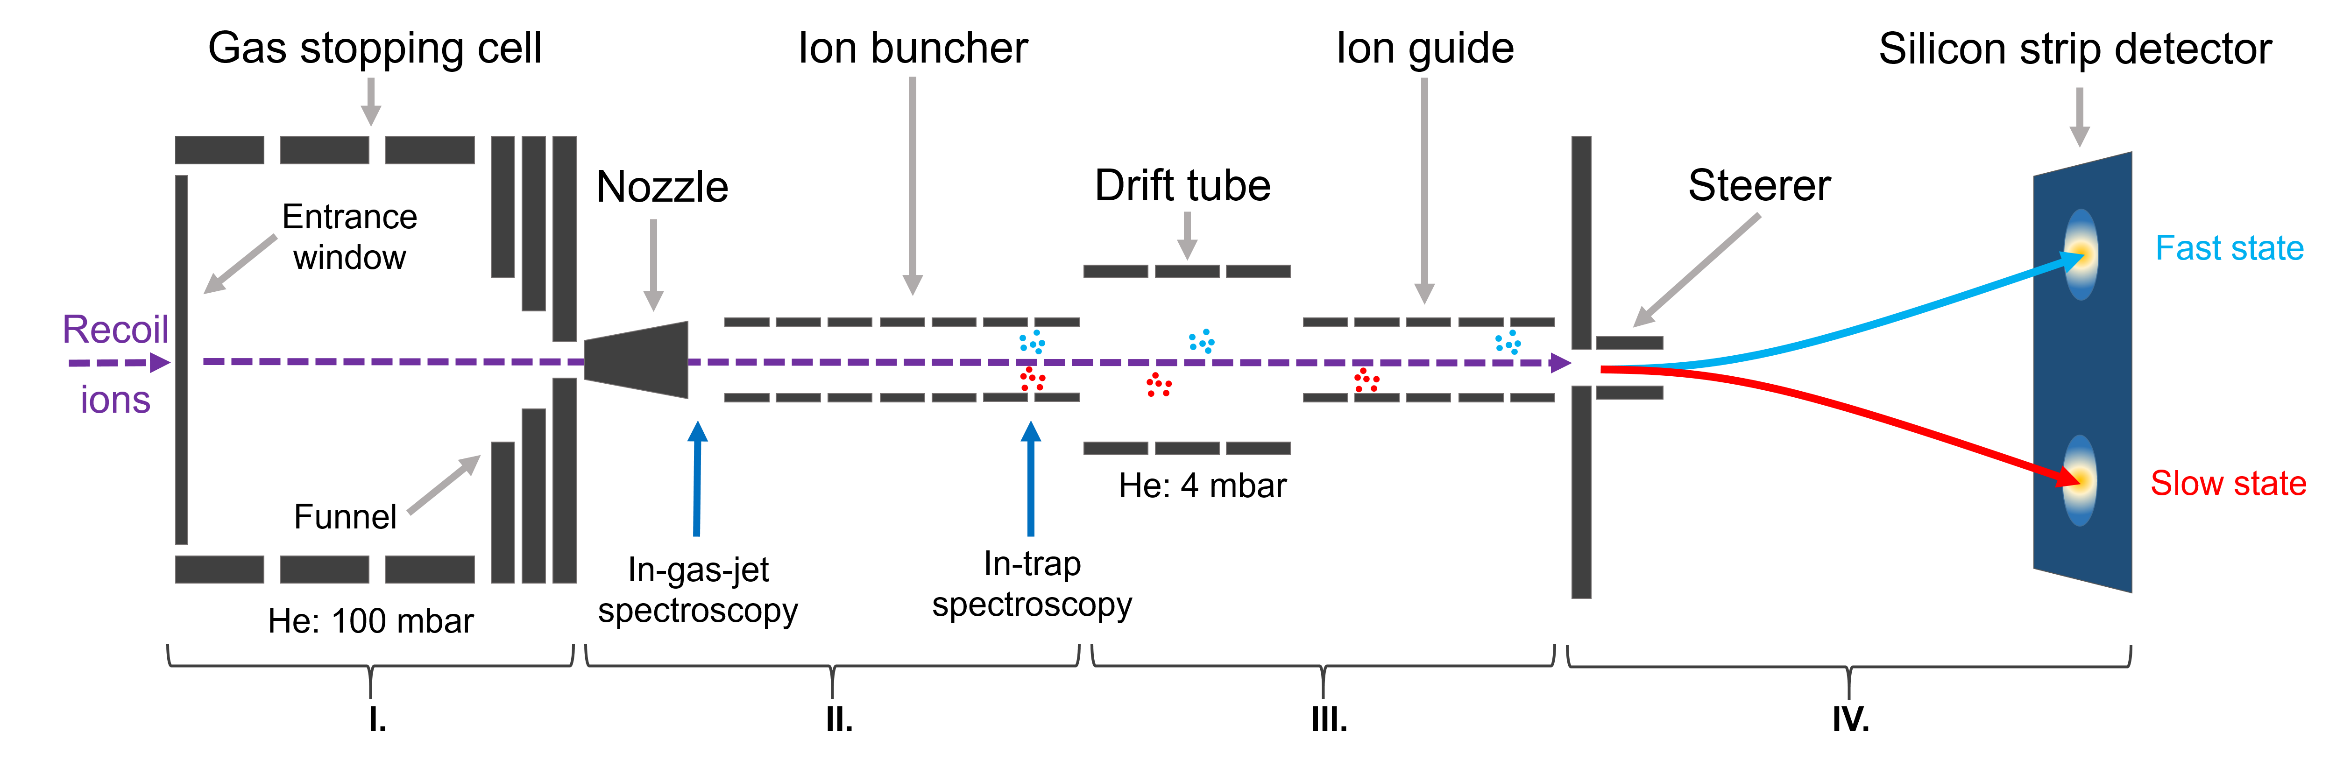 Gas stopping cell
Ion buncher
Ion guide
Silicon strip detector
Nozzle
Drift tube
Steerer
Entrance
window
Fast state
Recoil
ions
Slow state
He: 4 mbar
Funnel
In-gas-jet
spectroscopy
In-trap
spectroscopy
He: 100 mbar
I.
II.
III.
IV.